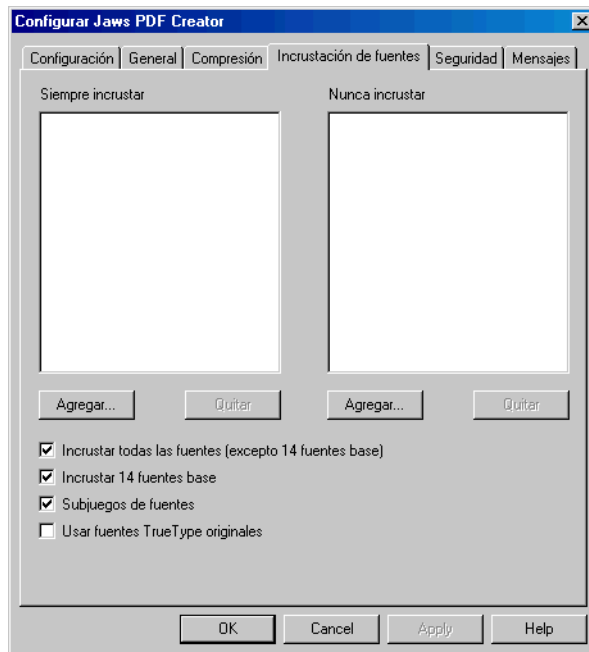 Configurar Jaws PDF Creator
Configuración General Compresión Incrustación de fuentes Seguridad Mensajes
Siempre incrustar Nunca incrustar
Agregar... Quitar Agregar... Quitar
Incrustar todas las fuentes (excepto 14 fuentes base)
Incrustar 14 fuentes base
Subjuegos de fuentes
Usar fuentes TrueType originales
OK Cancel Apply Help